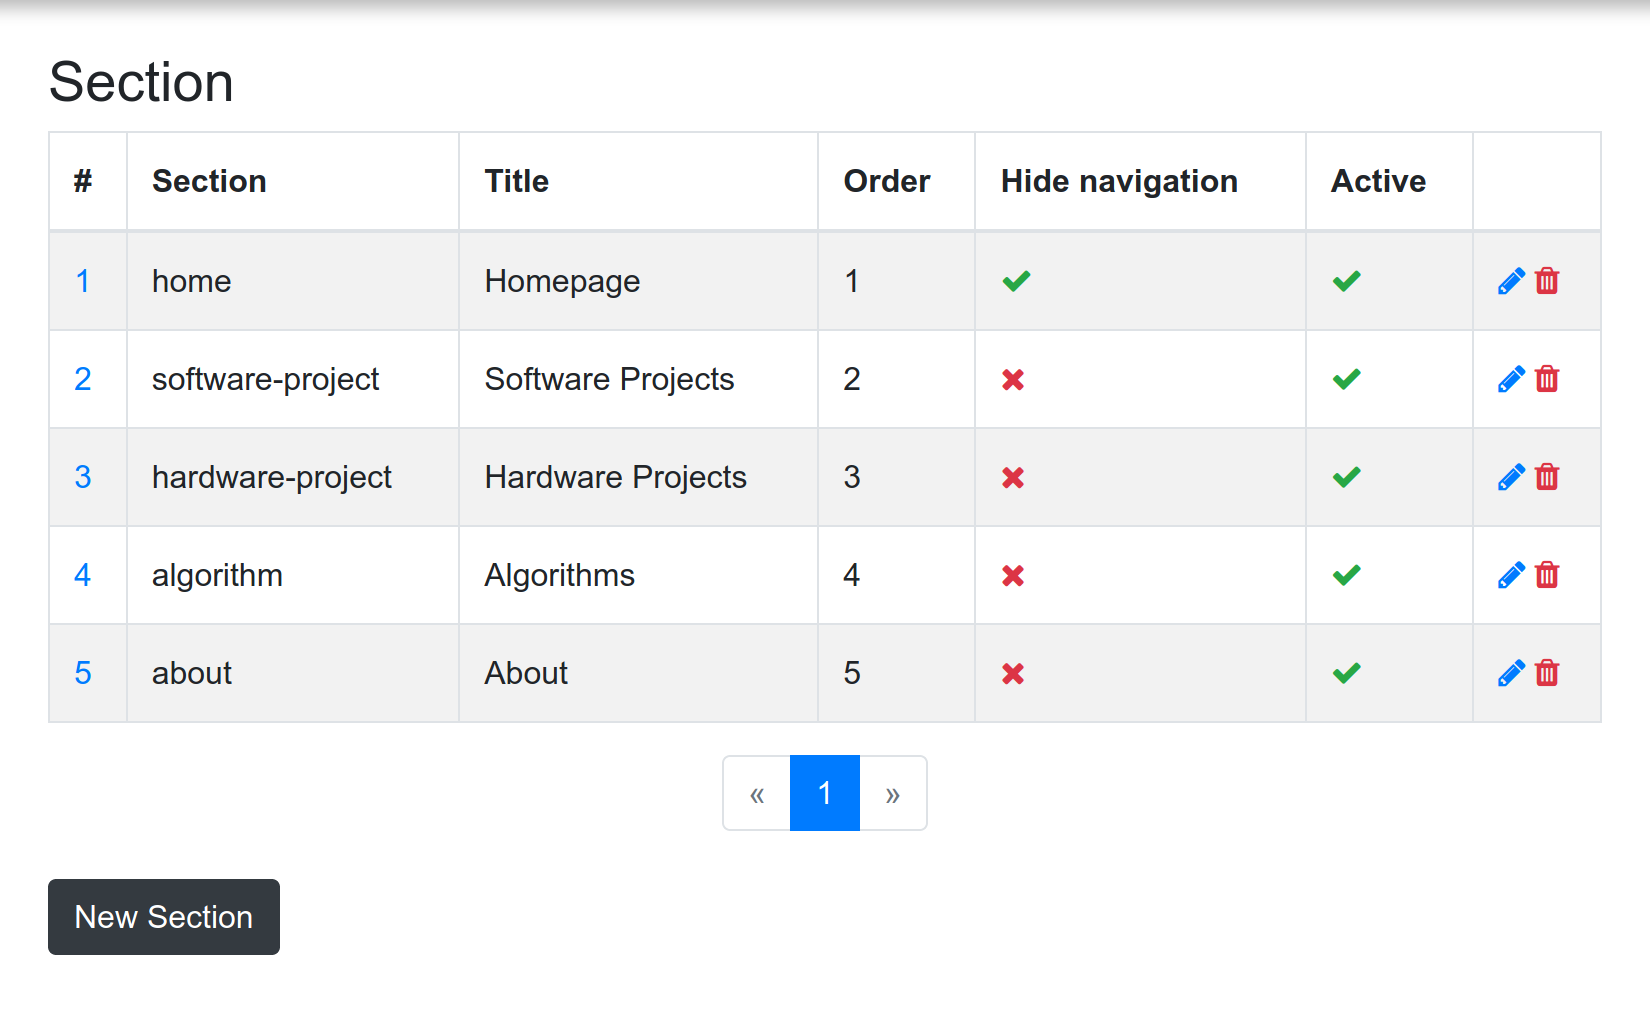 Section
# Section Title Order Hide navigation Active
1 home Homepage 1
2 software-project Software Projects 2
3 hardware-project Hardware Projects 3
4 algorithm Algorithms 4
5 about About 5
« 1 »
New Section